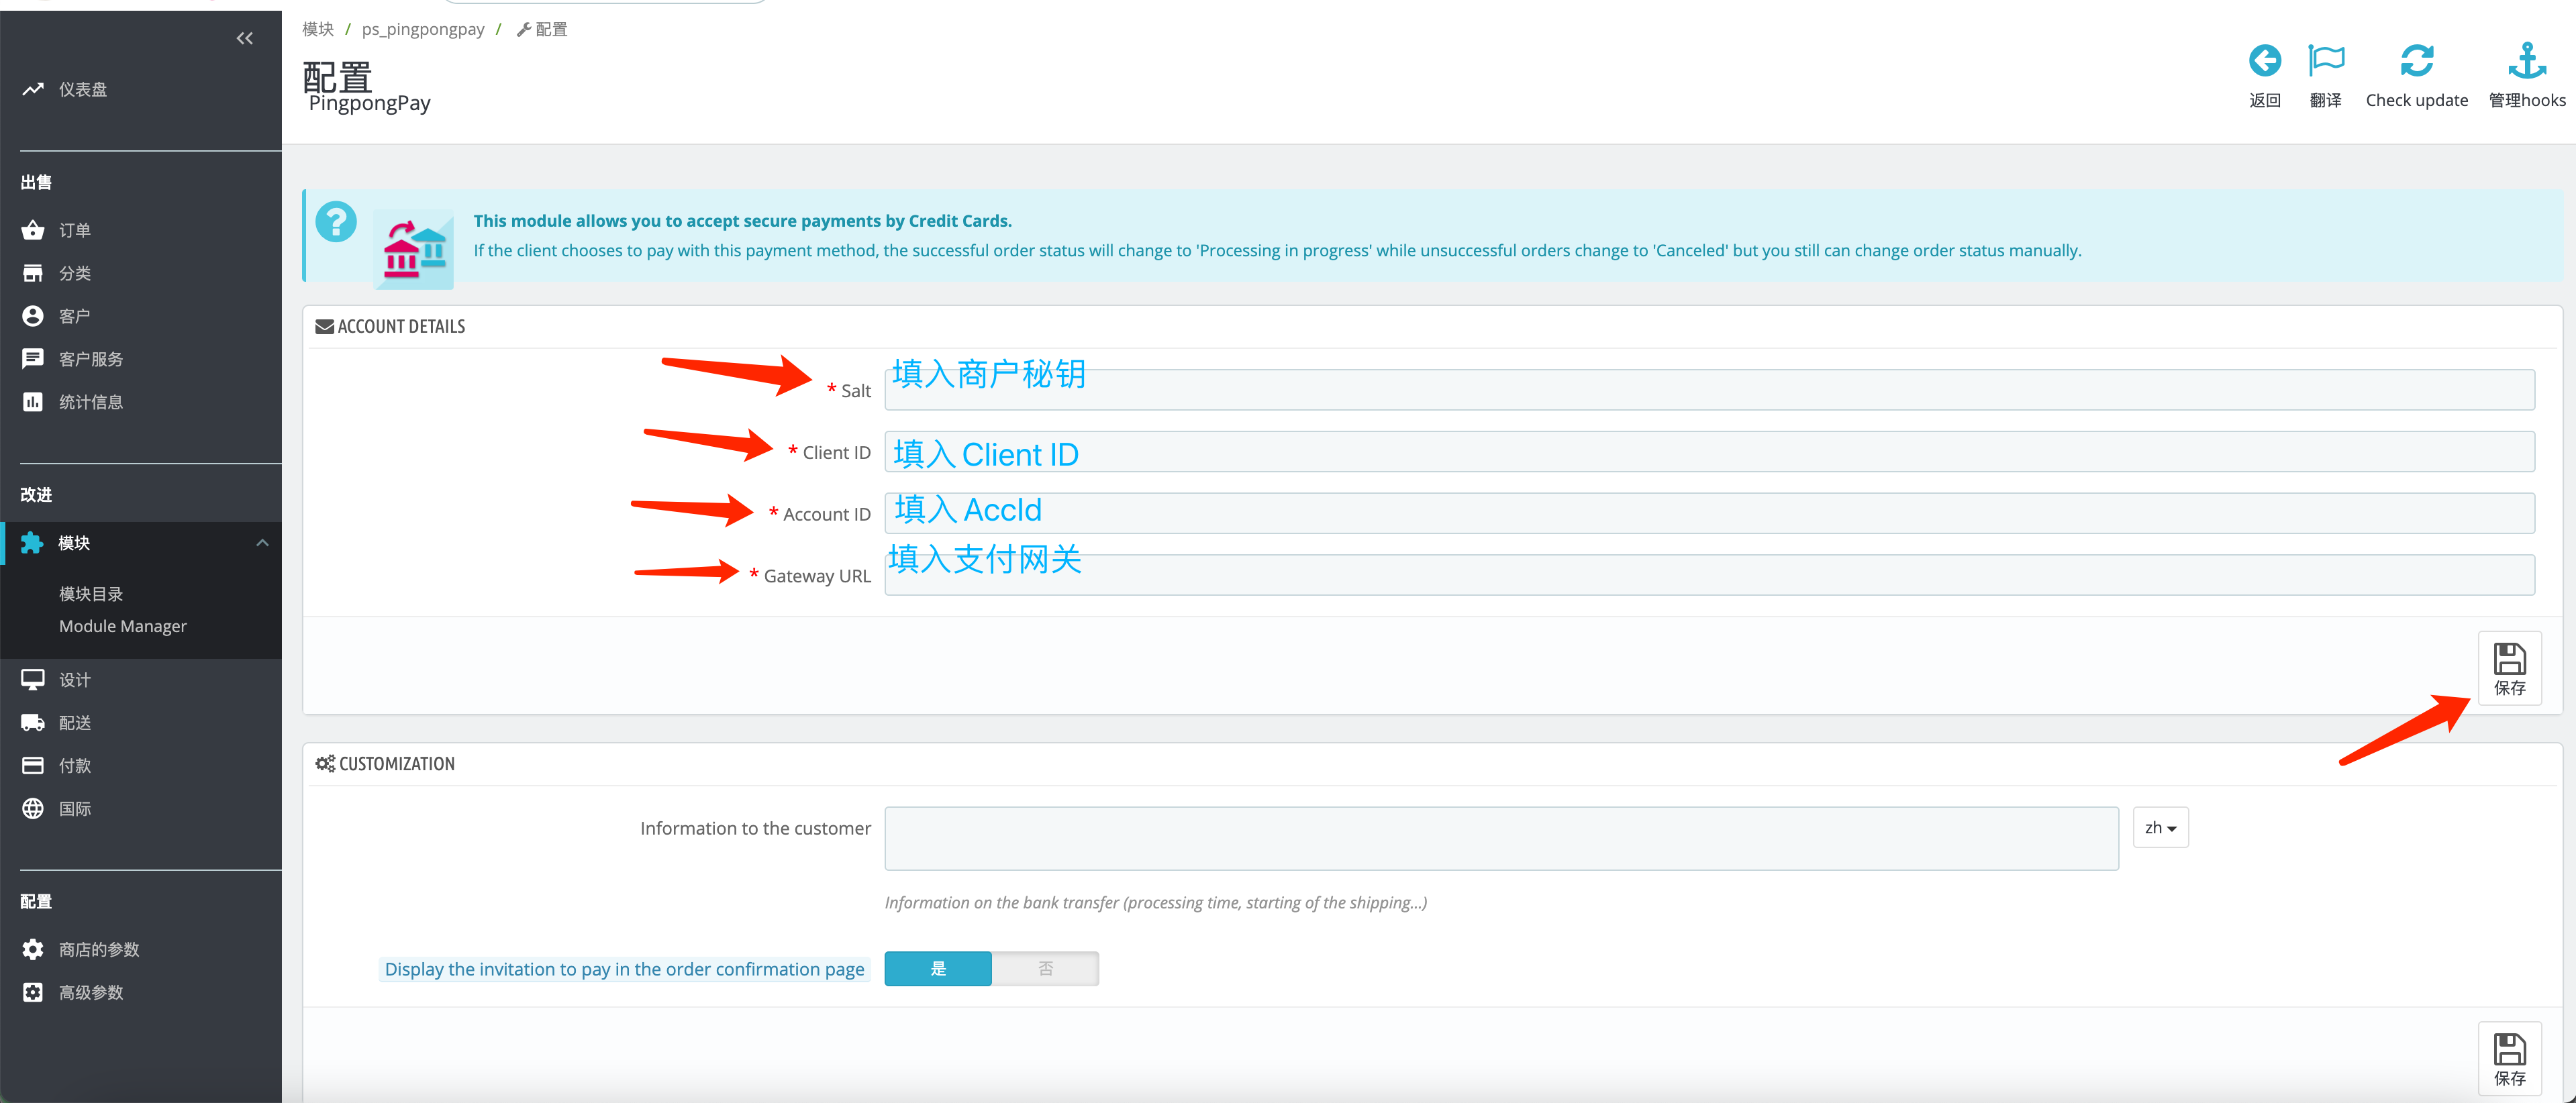 模块 / ps_pingpongpay / 配置
配置
PingpongPay
返回
翻译
Check update
管理hooks
仪表盘
出售
订单
分类
客户
客户服务
统计信息
改进
模块
模块目录
Module Manager
设计
配送
付款
国际
配置
商店的参数
高级参数
This module allows you to accept secure payments by Credit Cards.
If the client chooses to pay with this payment method, the successful order status will change to 'Processing in progress' while unsuccessful orders change to 'Canceled' but you still can change order status manually.
ACCOUNT DETAILS
* Salt 填入商户秘钥
* Client ID 填入 Client ID
* Account ID 填入 AccId
* Gateway URL 填入支付网关
保存
CUSTOMIZATION
Information to the customer
zh
Information on the bank transfer (processing time, starting of the shipping...)
Display the invitation to pay in the order confirmation page 是 否
保存